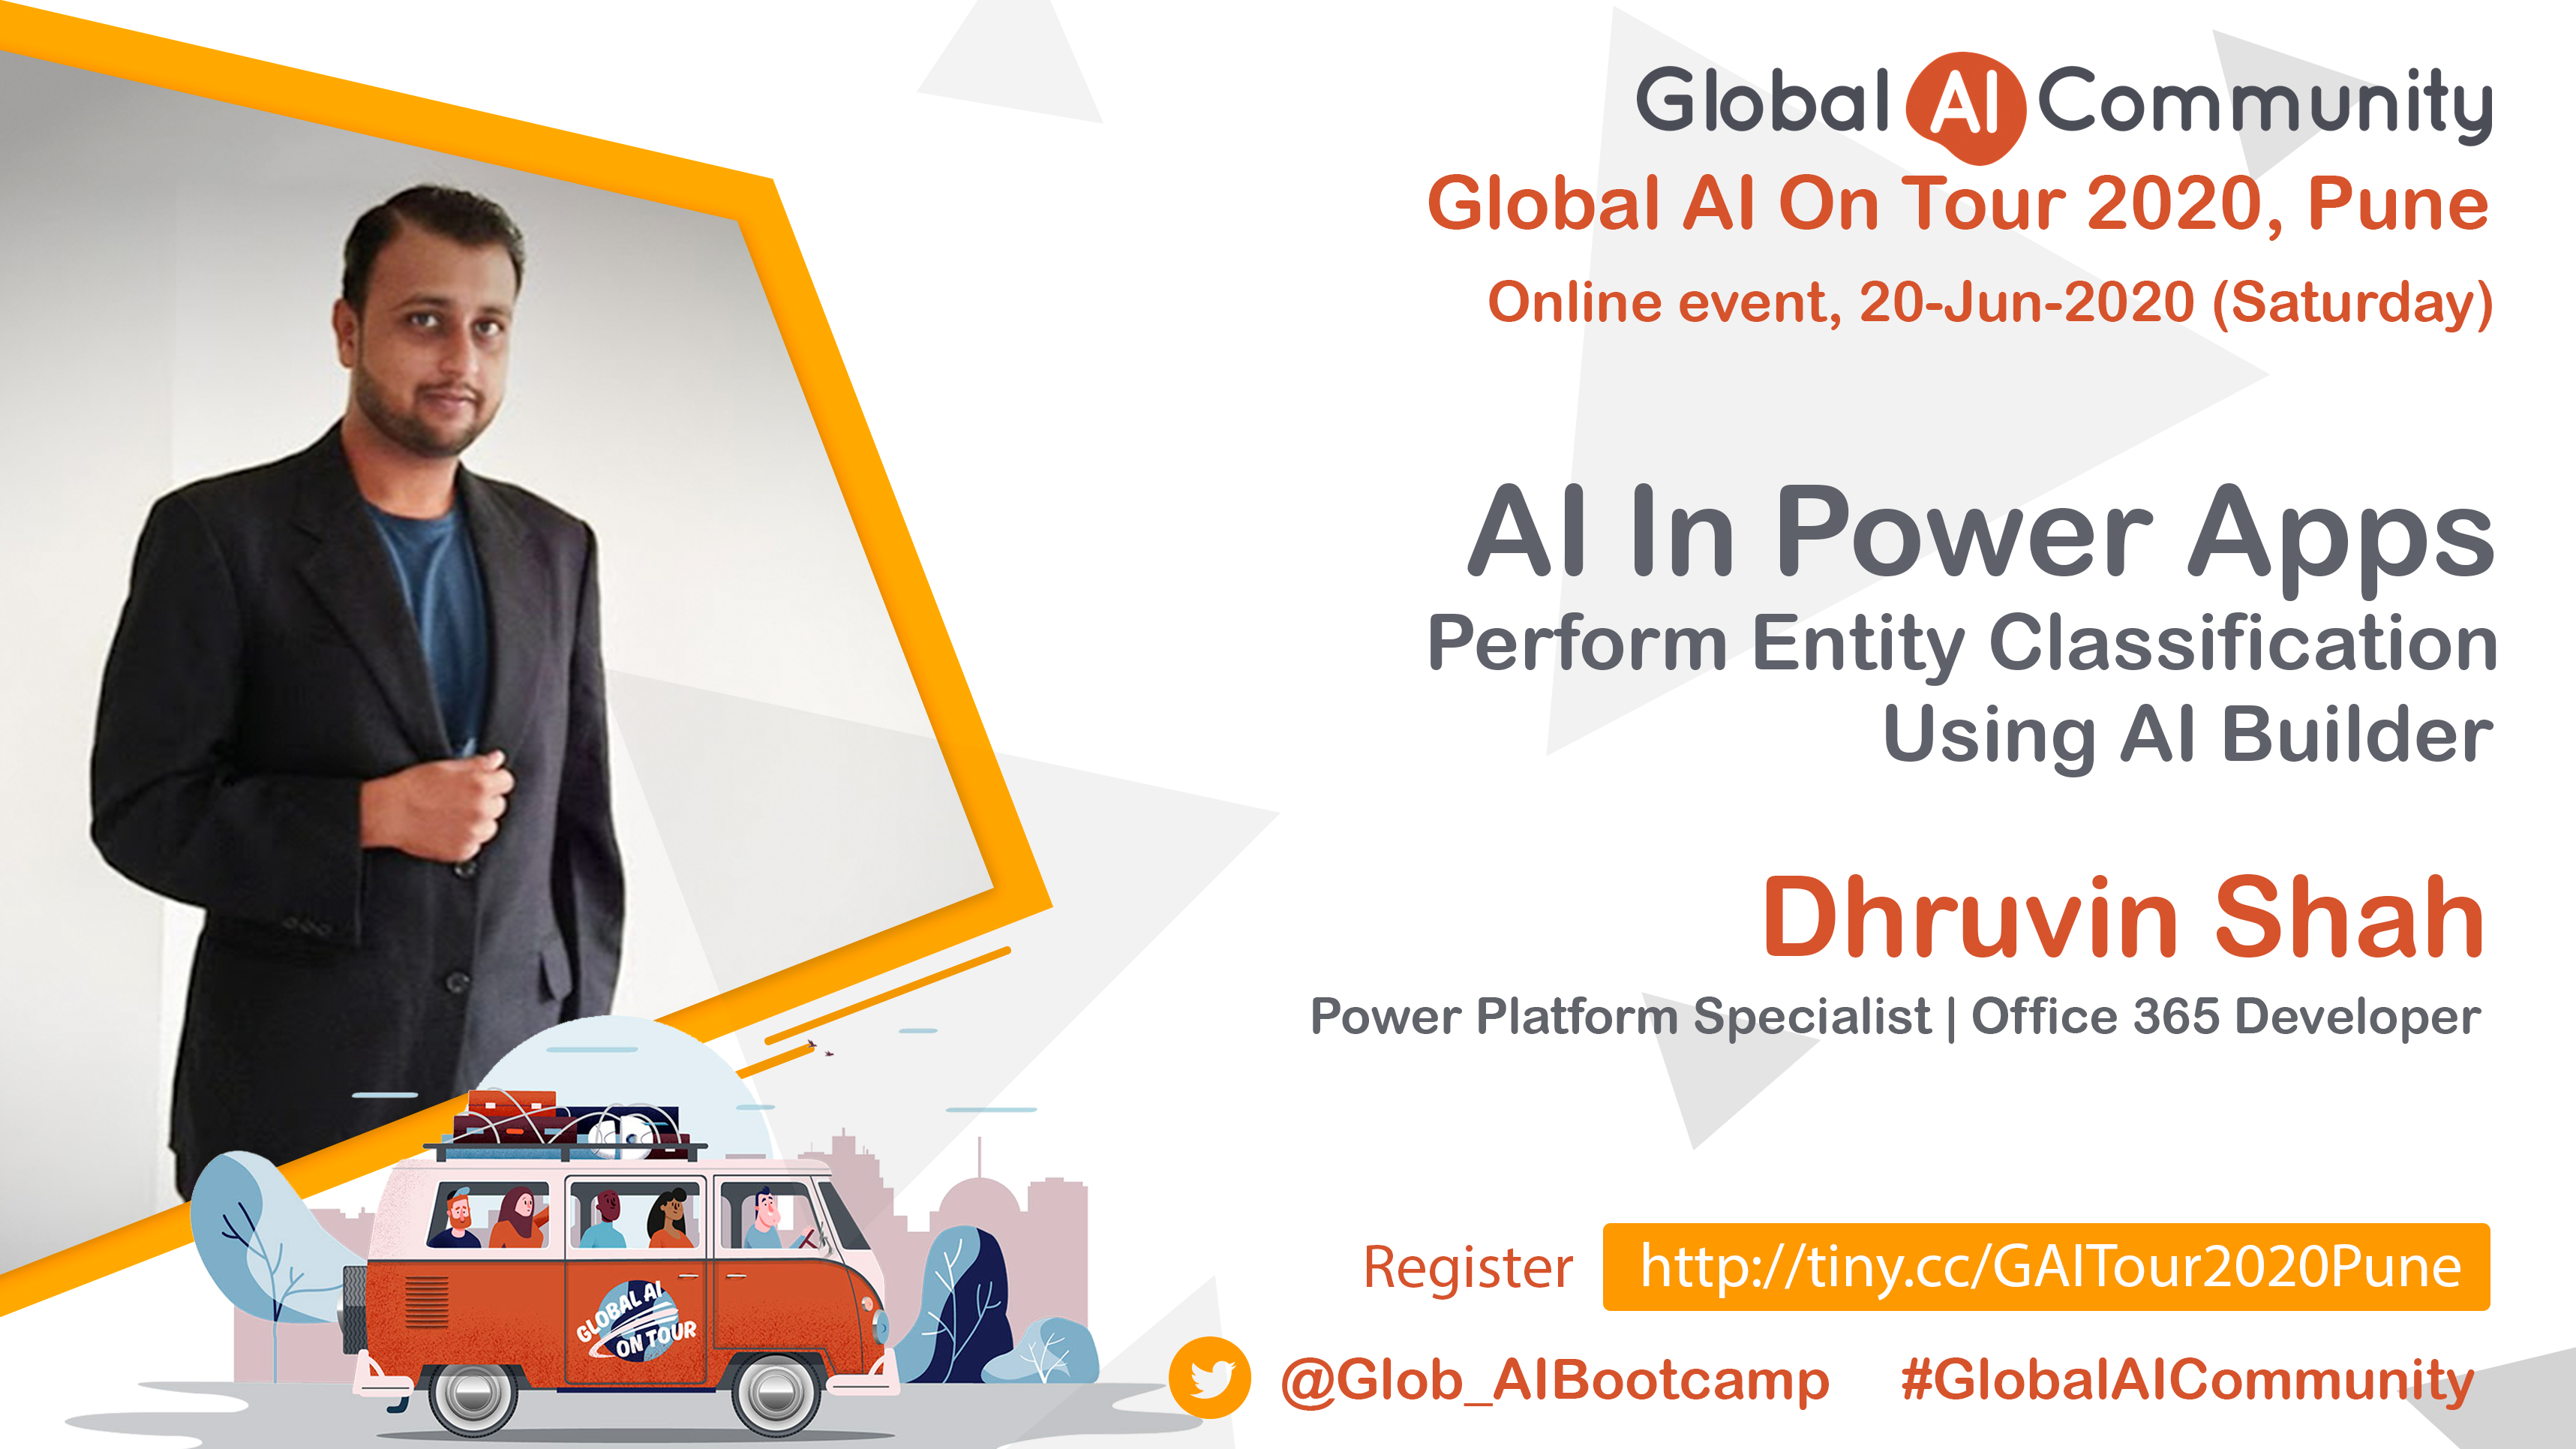 Global AI Community
Global AI On Tour 2020, Pune
Online event, 20-Jun-2020 (Saturday)
AI In Power Apps
Perform Entity Classification
Using AI Builder
Dhruvin Shah
Power Platform Specialist | Office 365 Developer
Register http://tiny.cc/GAITour2020Pune
GLOBAL AI
ON TOUR
@Glob_AIBootcamp #GlobalAICommunity